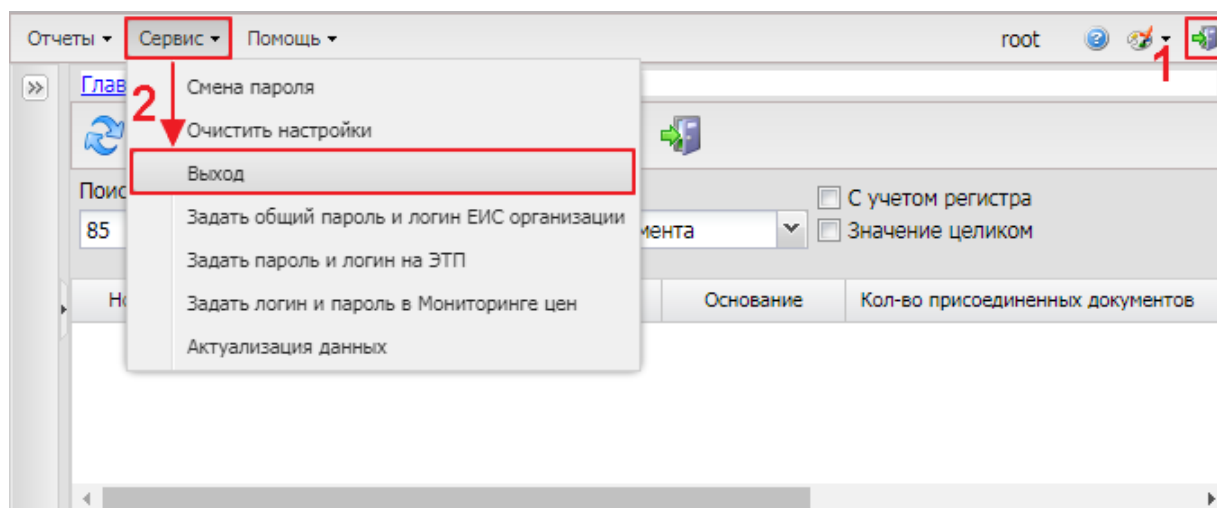 Отчеты Сервис Помощь root
1
Глав
2
Смена пароля
Очистить настройки
Выход
Поис
С учетом регистра
Задать общий пароль и логин ЕИС организации
85
мента
Значение целиком
Задать пароль и логин на ЭТП
Но
Задать логин и пароль в Мониторинге цен
Основание
Кол-во присоединенных документов
Актуализация данных